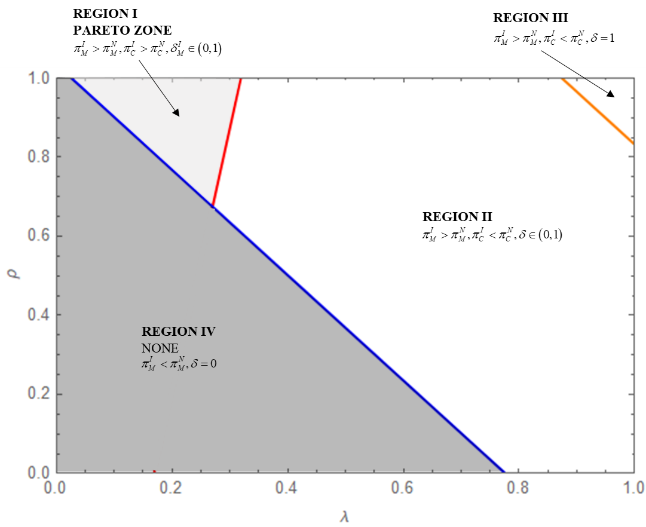 REGION I
PARETO ZONE
π_M^I > π_M^N, π_C^I > π_C^N, δ_M^I ∈ (0,1)
REGION III
π_M^I > π_M^N, π_C^I < π_C^N, δ = 1
1.0
0.8
0.6
0.4
0.2
0.0
ρ
REGION II
π_M^I > π_M^N, π_C^I < π_C^N, δ ∈ (0,1)
REGION IV
NONE
π_M^I < π_M^N, δ = 0
0.0 0.2 0.4 0.6 0.8 1.0
λ